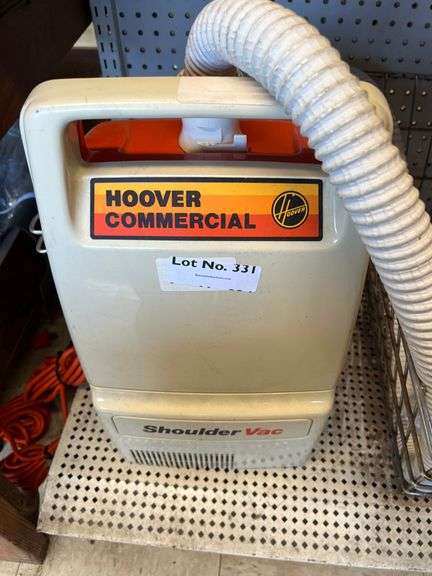 HOOVER
COMMERCIAL
HOOVER
Lot No. 331
Shoulder Vac